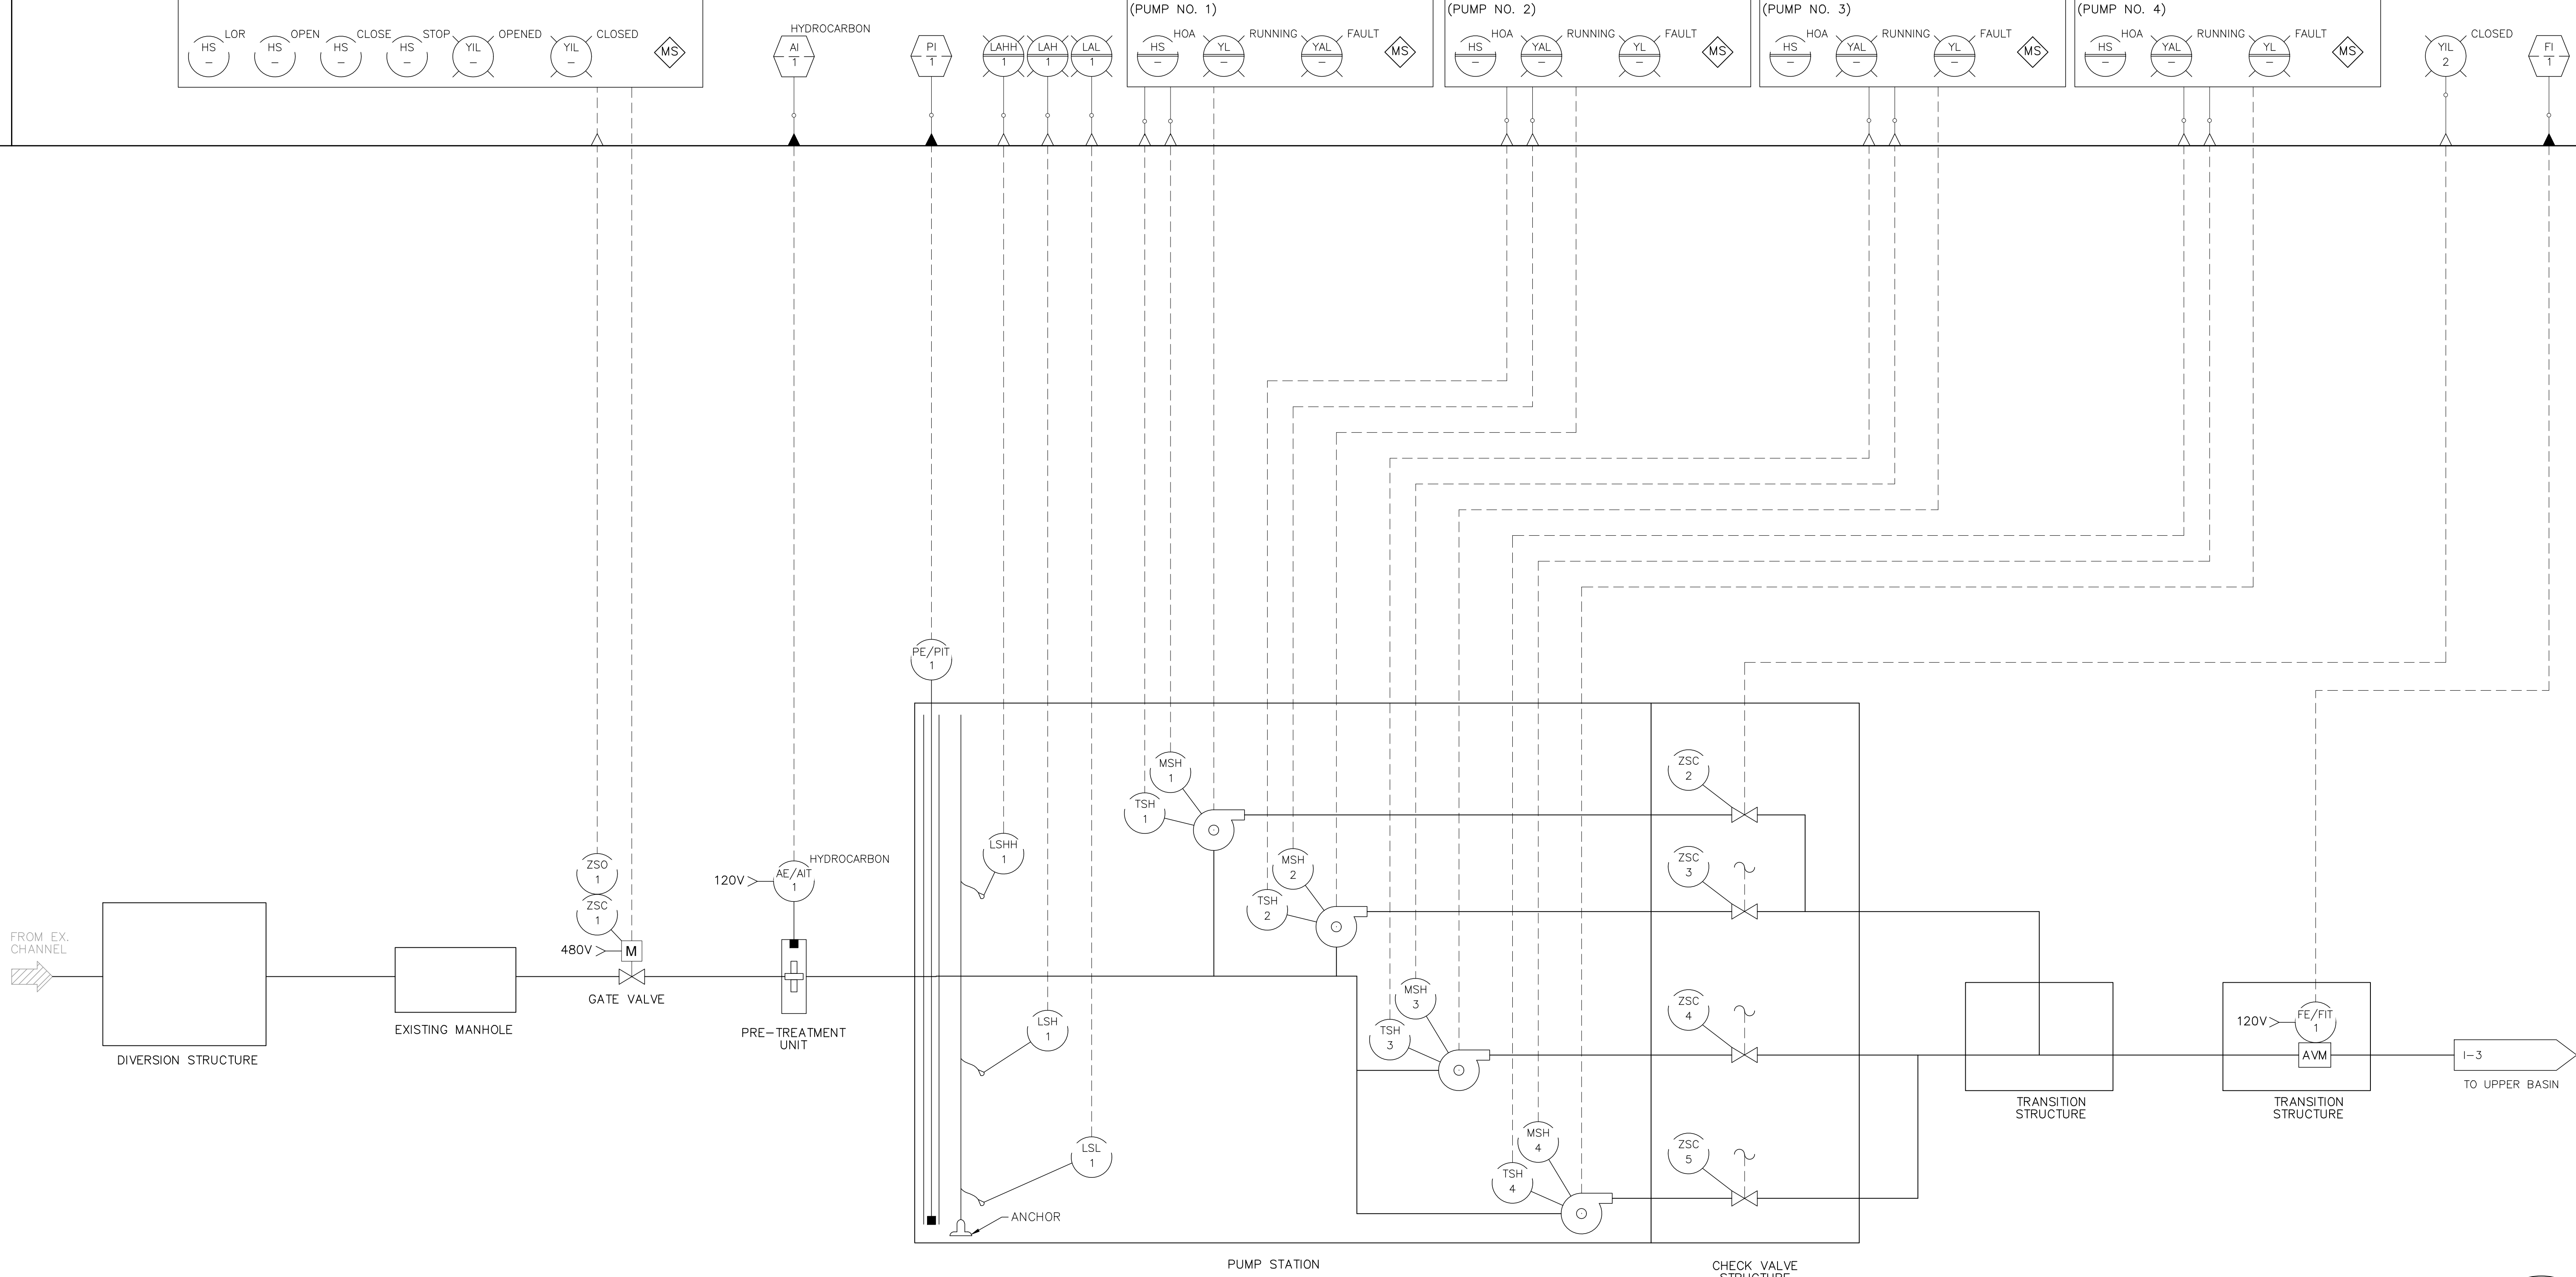 (PUMP NO. 1)
(PUMP NO. 2)
(PUMP NO. 3)
(PUMP NO. 4)
HS
–
LOR
HS
–
OPEN
HS
–
CLOSE
HS
–
STOP
YIL
–
OPENED
YIL
–
CLOSED
MS
HYDROCARBON
AI
1
PI
1
LAHH
1
LAH
1
LAL
1
HS
–
HOA
YL
–
RUNNING
YAL
–
FAULT
MS
HS
–
HOA
YAL
–
RUNNING
YL
–
FAULT
MS
HS
–
HOA
YAL
–
RUNNING
YL
–
FAULT
MS
HS
–
HOA
YAL
–
RUNNING
YL
–
FAULT
MS
YIL
2
CLOSED
FI
1
PE/PIT
1
MSH
1
TSH
1
ZSC
2
LSHH
1
HYDROCARBON
120V
AE/AIT
1
ZSO
1
ZSC
1
480V
M
MSH
2
TSH
2
ZSC
3
FROM EX.
CHANNEL
DIVERSION STRUCTURE
EXISTING MANHOLE
GATE VALVE
PRE-TREATMENT
UNIT
LSH
1
MSH
3
TSH
3
ZSC
4
120V
FE/FIT
1
AVM
I-3
TO UPPER BASIN
TRANSITION
STRUCTURE
TRANSITION
STRUCTURE
LSL
1
MSH
4
TSH
4
ZSC
5
ANCHOR
PUMP STATION
CHECK VALVE
STRUCTURE